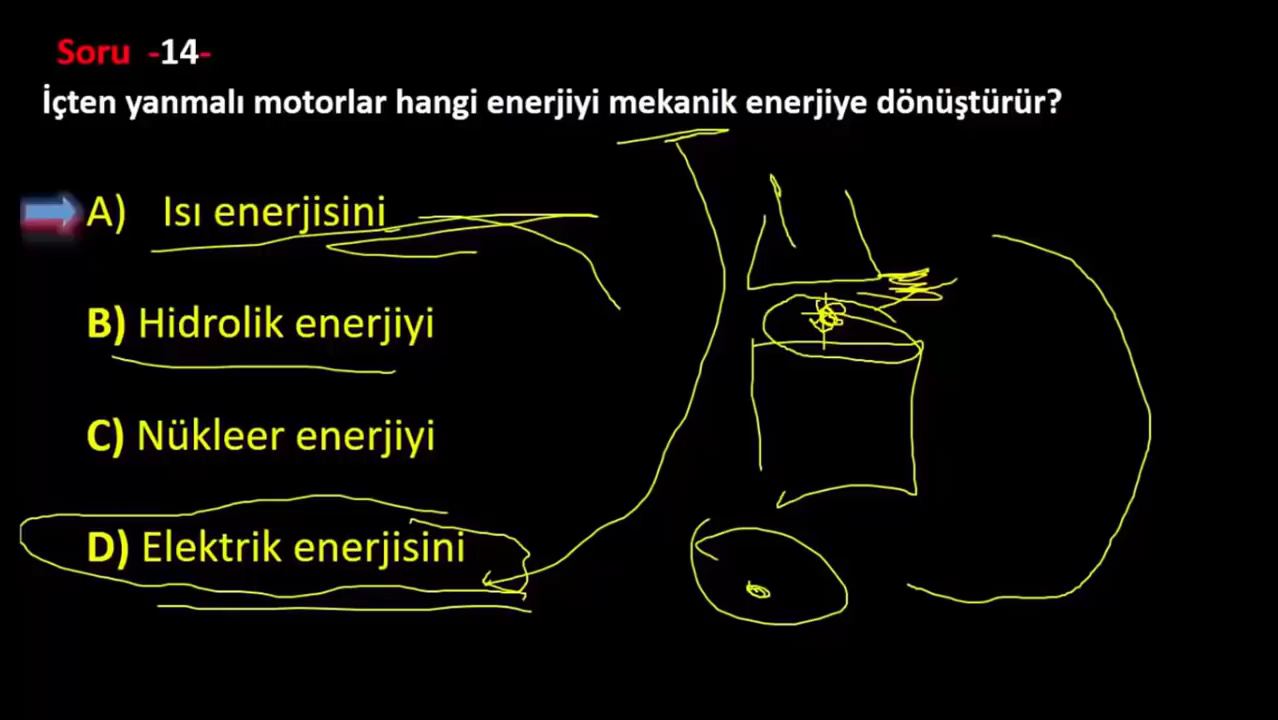 Soru -14-
İçten yanmalı motorlar hangi enerjiyi mekanik enerjiye dönüştürür?
A) Isı enerjisini
B) Hidrolik enerjiyi
C) Nükleer enerjiyi
D) Elektrik enerjisini